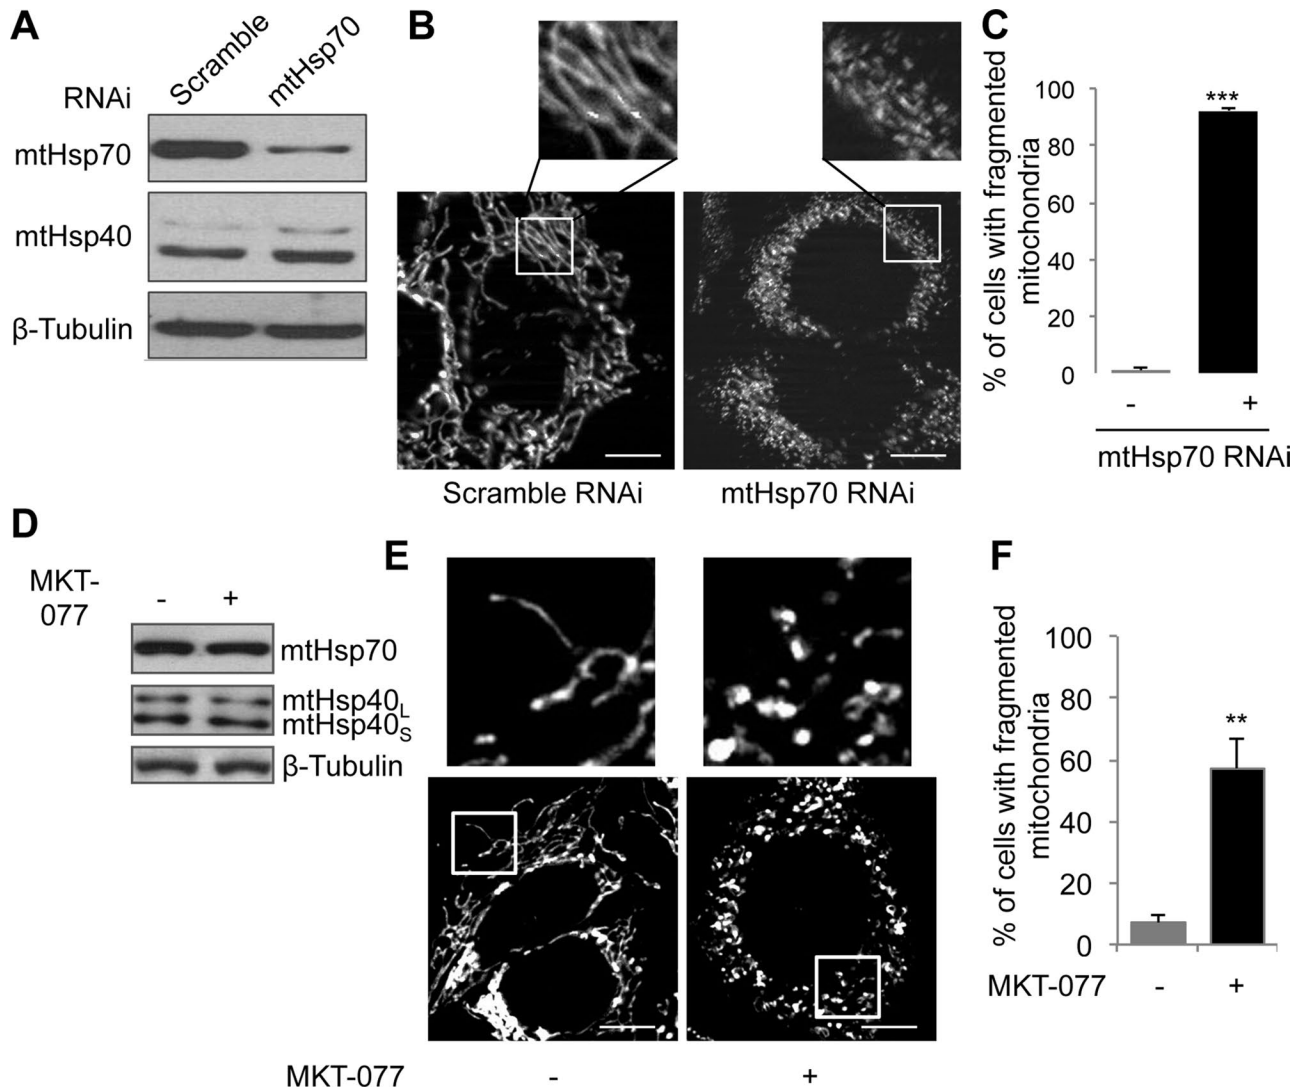 A
Scramble
mtHsp70
RNAi
mtHsp70
mtHsp40
β-Tubulin
B
Scramble RNAi
mtHsp70 RNAi
C
% of cells with fragmented
mitochondria
100
80
60
40
20
0
***
-
+
mtHsp70 RNAi
D
MKT-
077
-
+
mtHsp70
mtHsp40L
mtHsp40S
β-Tubulin
E
MKT-077
-
+
F
% of cells with fragmented
mitochondria
100
80
60
40
20
0
**
MKT-077
-
+